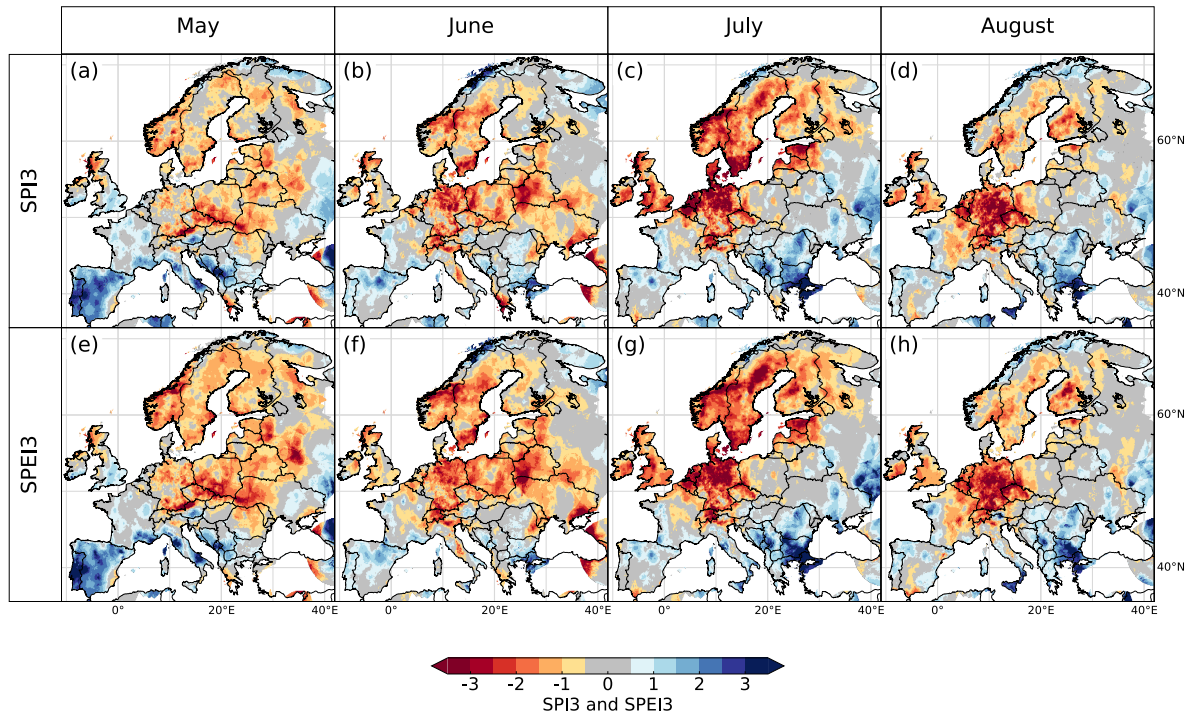 May June July August
SPI3
(a) (b) (c) (d)
60°N
40°N
SPEI3
(e) (f) (g) (h)
60°N
40°N
0° 20°E 40°E 0° 20°E 40°E 0° 20°E 40°E 0° 20°E 40°E
-3 -2 -1 0 1 2 3
SPI3 and SPEI3